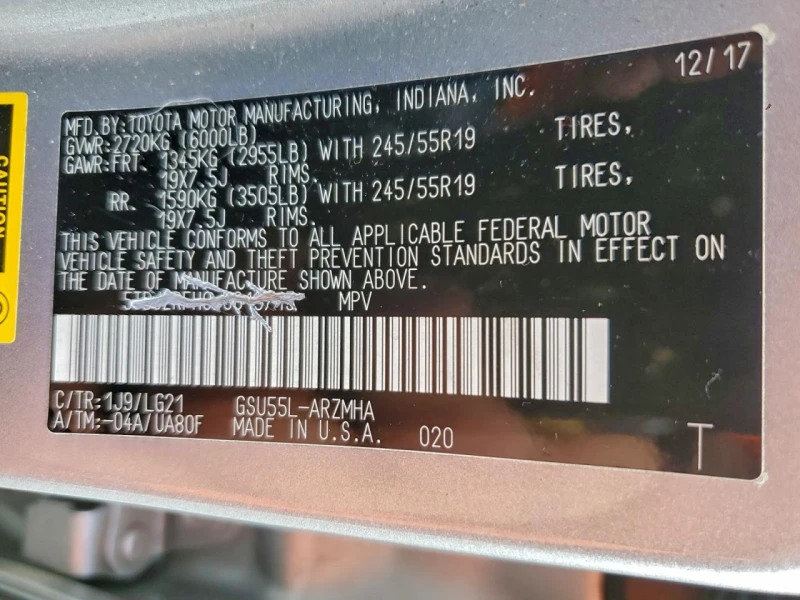 12/17
MFD.BY:TOYOTA MOTOR MANUFACTURING, INDIANA, INC.
GVWR:2720KG (6000LB)
GAWR:FRT. 1345KG (2955LB) WITH 245/55R19 TIRES,
19X7.5J RIMS.
RR. 1590KG (3505LB) WITH 245/55R19 TIRES,
19X7.5J RIMS.
THIS VEHICLE CONFORMS TO ALL APPLICABLE FEDERAL MOTOR
VEHICLE SAFETY AND THEFT PREVENTION STANDARDS IN EFFECT ON
THE DATE OF MANUFACTURE SHOWN ABOVE.
MPV
C/TR:1J9/LG21 GSU55L-ARZMHA
A/TM:-04A/UA80F MADE IN U.S.A. 020
T
CAUTION